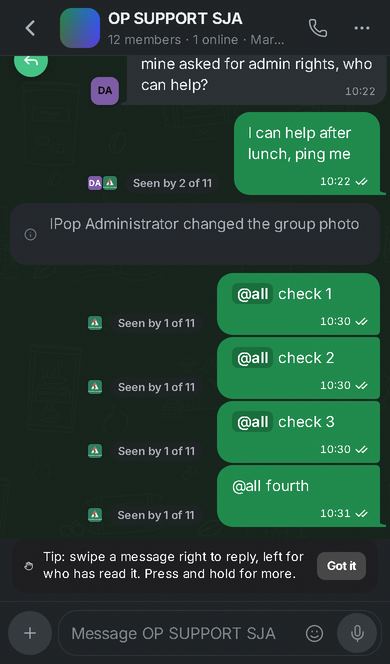 OP SUPPORT SJA
12 members · 1 online · Mar...
mine asked for admin rights, who
can help?
DA
10:22
I can help after
lunch, ping me
10:22
DA
Seen by 2 of 11
IPop Administrator changed the group photo
@all check 1
10:30
Seen by 1 of 11
@all check 2
10:30
Seen by 1 of 11
@all check 3
10:30
Seen by 1 of 11
@all fourth
10:31
Seen by 1 of 11
Tip: swipe a message right to reply, left for
who has read it. Press and hold for more.
Got it
Message OP SUPPORT SJA